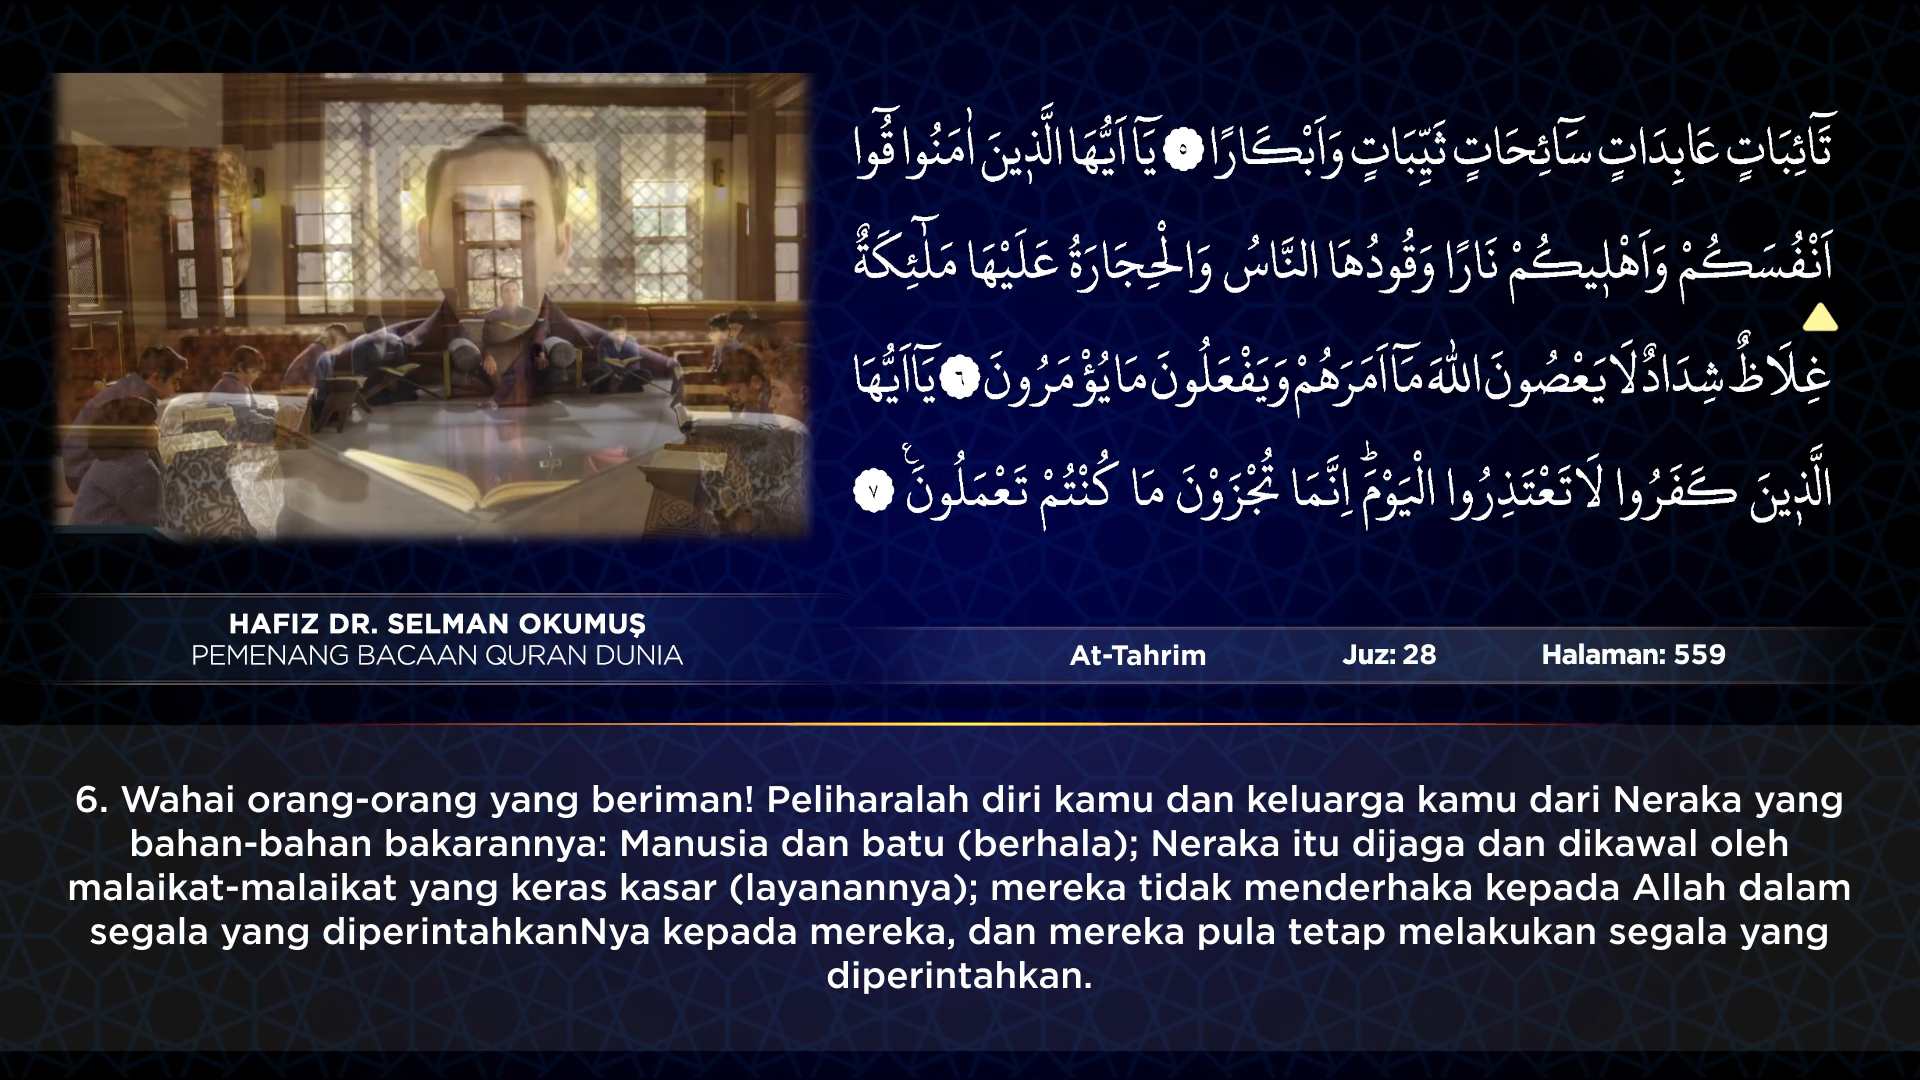 تَٓائِبَاتٍ عَابِدَاتٍ سَٓائِحَاتٍ ثَيِّبَاتٍ وَاَبْكَارًا ٥ يَٓا اَيُّهَا الَّذ۪ينَ اٰمَنُوا قُٓوا
اَنْفُسَكُمْ وَاَهْل۪يكُمْ نَارًا وَقُودُهَا النَّاسُ وَالْحِجَارَةُ عَلَيْهَا مَلٰٓئِكَةٌ
غِلَاظٌ شِدَادٌ لَا يَعْصُونَ اللّٰهَ مَٓا اَمَرَهُمْ وَيَفْعَلُونَ مَا يُؤْمَرُونَ ٦ يَٓا اَيُّهَا
الَّذ۪ينَ كَفَرُوا لَا تَعْتَذِرُوا الْيَوْمَۜ اِنَّمَا تُجْزَوْنَ مَا كُنْتُمْ تَعْمَلُونَ۟ ع ٧
HAFIZ DR. SELMAN OKUMUŞ
PEMENANG BACAAN QURAN DUNIA
At-Tahrim Juz: 28 Halaman: 559
6. Wahai orang-orang yang beriman! Peliharalah diri kamu dan keluarga kamu dari Neraka yang
bahan-bahan bakarannya: Manusia dan batu (berhala); Neraka itu dijaga dan dikawal oleh
malaikat-malaikat yang keras kasar (layanannya); mereka tidak menderhaka kepada Allah dalam
segala yang diperintahkanNya kepada mereka, dan mereka pula tetap melakukan segala yang
diperintahkan.